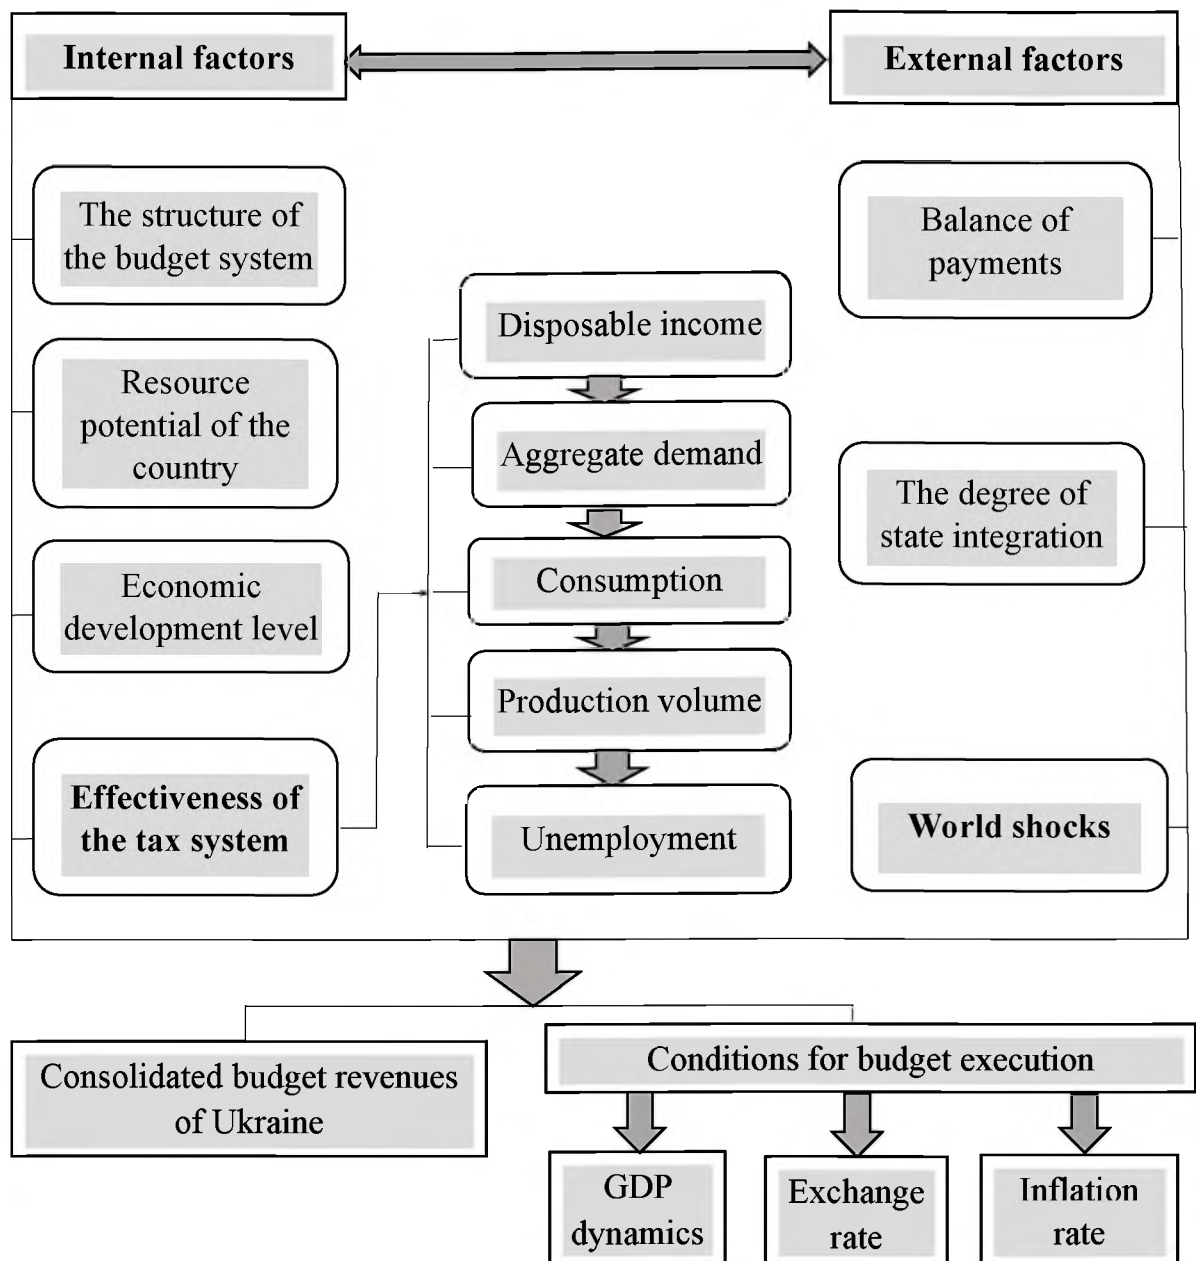 Internal factors
External factors
The structure of
the budget system
Resource
potential of the
country
Economic
development level
Effectiveness of
the tax system
Disposable income
Aggregate demand
Consumption
Production volume
Unemployment
Balance of
payments
The degree of
state integration
World shocks
Consolidated budget revenues
of Ukraine
Conditions for budget execution
GDP
dynamics
Exchange
rate
Inflation
rate